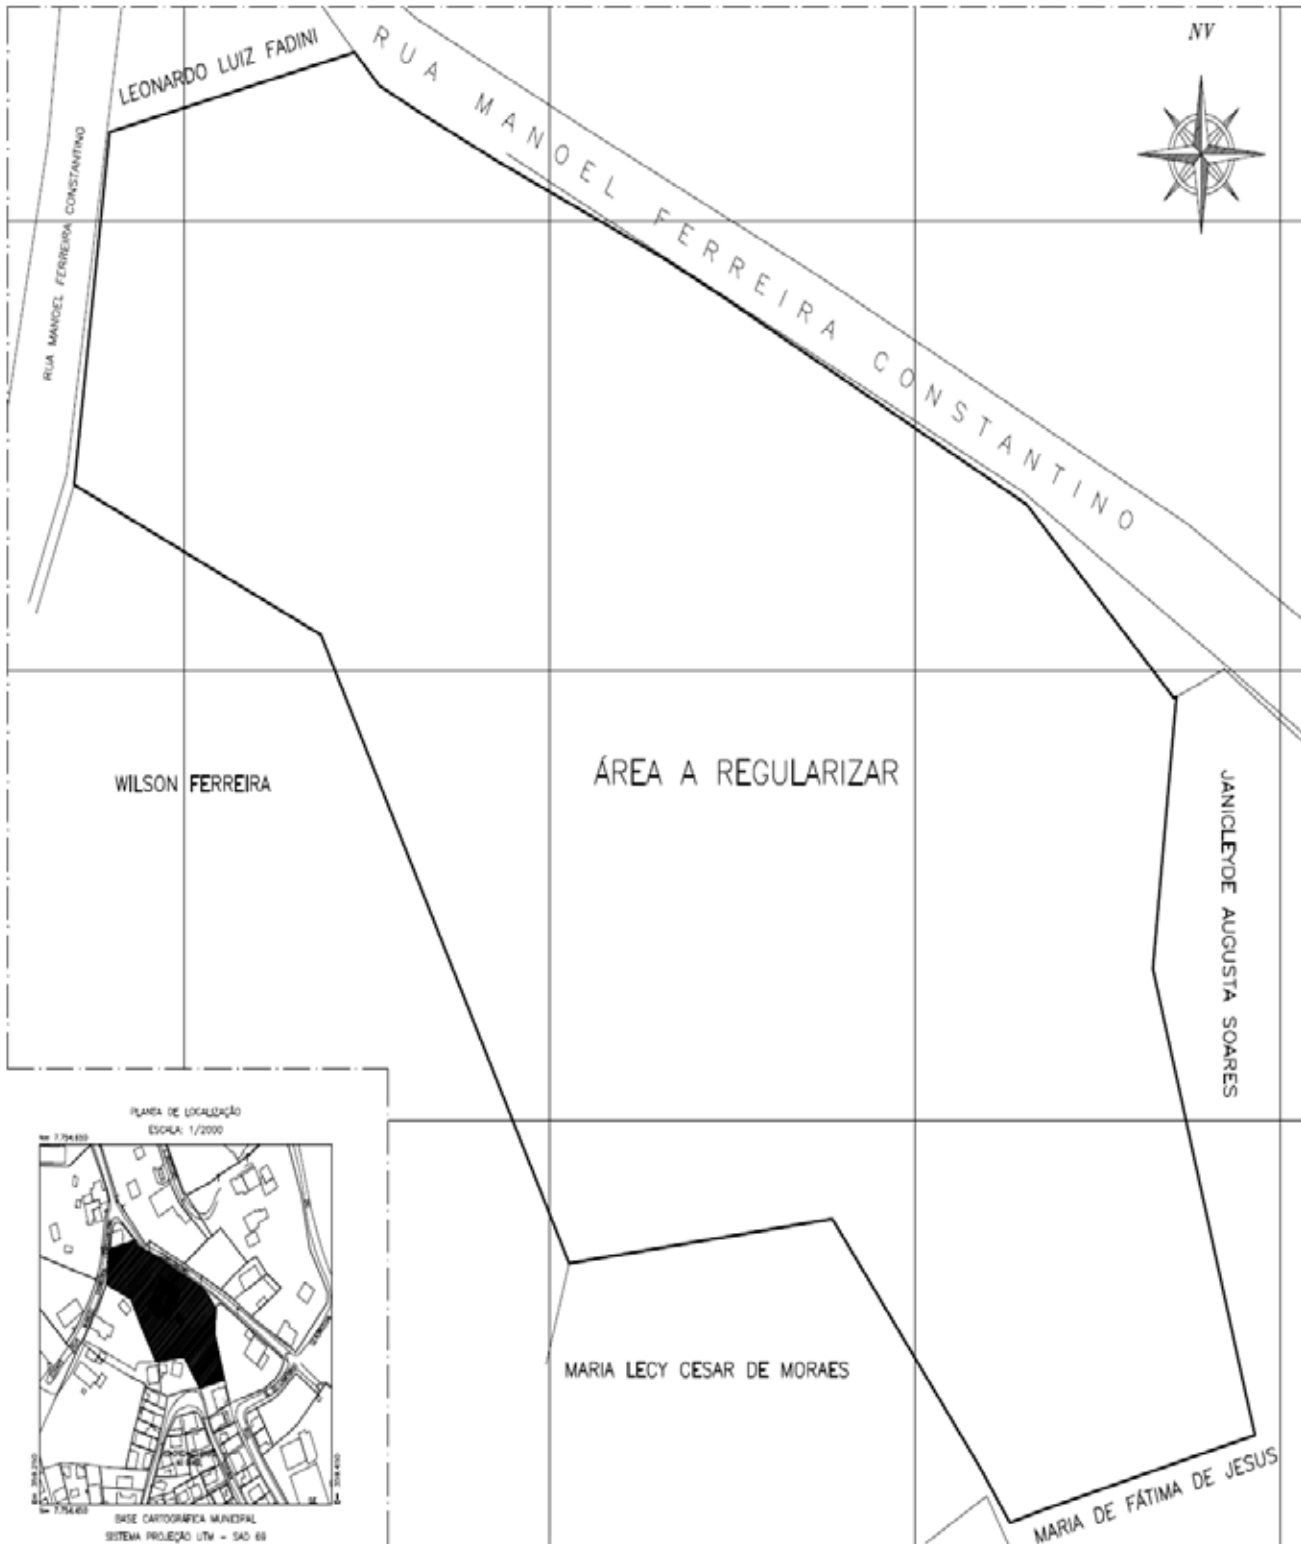 NV
LEONARDO LUIZ FADINI
RUA MANOEL FERREIRA CONSTANTINO
RUA MANOEL FERREIRA CONSTANTINO
WILSON FERREIRA
ÁREA A REGULARIZAR
JANICLEYDE AUGUSTA SOARES
MARIA LECY CESAR DE MORAES
MARIA DE FÁTIMA DE JESUS
PLANTA DE LOCALIZAÇÃO
ESCALA: 1/2000
BASE CARTOGRÁFICA MUNICIPAL
SISTEMA PROJEÇÃO UTM - SAD 69